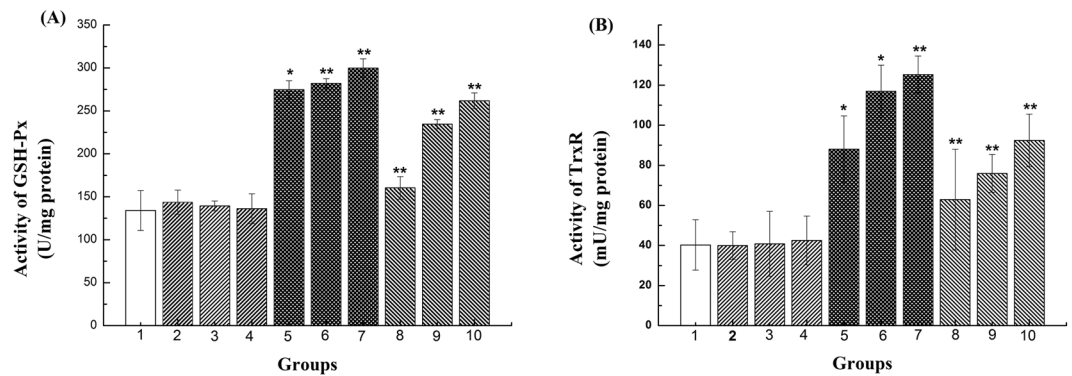 (A)
350
300
250
200
150
100
50
0
Activity of GSH-Px
(U/mg protein)
* ** ** ** ** **
1 2 3 4 5 6 7 8 9 10
Groups
(B)
140
120
100
80
60
40
20
0
Activity of TrxR
(mU/mg protein)
* * ** ** ** **
1 2 3 4 5 6 7 8 9 10
Groups